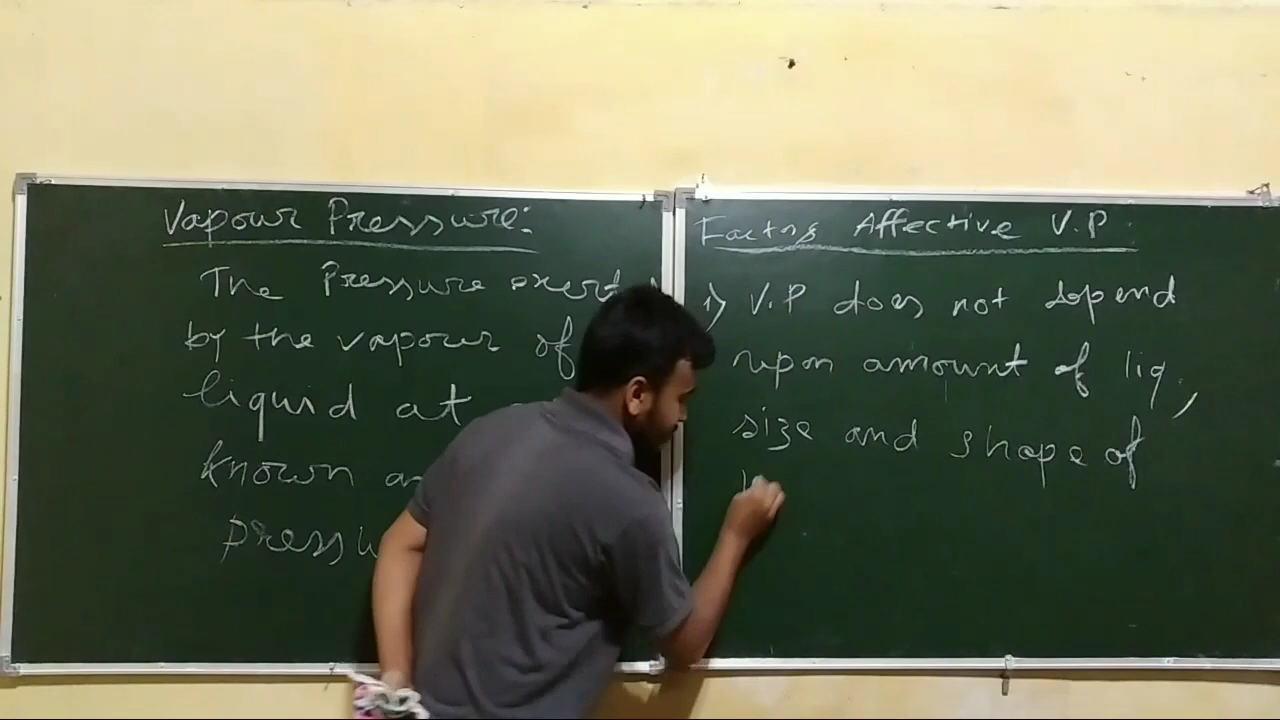 Vapour Pressure:
The Pressure exert
by the vapour of
liquid at
known
pressu
Factors Affective V.P.
1) V.P does not depend
upon amount of liq.,
size and shape of